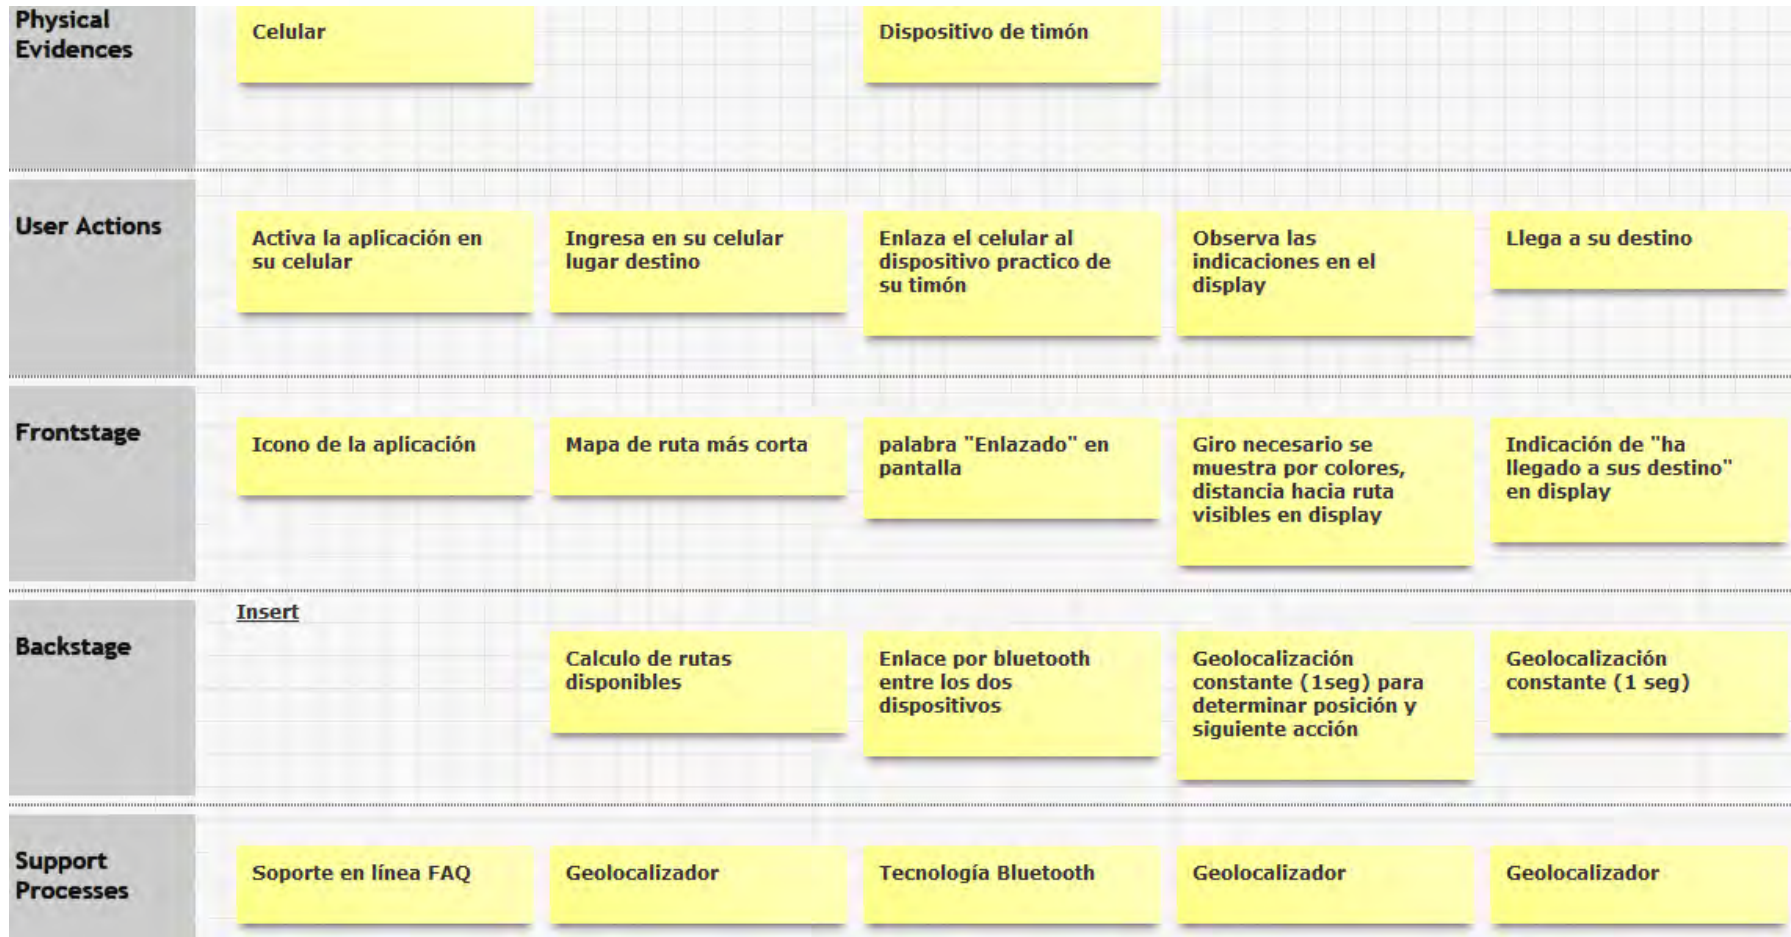 Physical
Evidences
Celular
Dispositivo de timón
User Actions
Activa la aplicación en
su celular
Ingresa en su celular
lugar destino
Enlaza el celular al
dispositivo practico de
su timón
Observa las
indicaciones en el
display
Llega a su destino
Frontstage
Icono de la aplicación
Mapa de ruta más corta
palabra "Enlazado" en
pantalla
Giro necesario se
muestra por colores,
distancia hacia ruta
visibles en display
Indicación de "ha
llegado a sus destino"
en display
Backstage
Insert
Calculo de rutas
disponibles
Enlace por bluetooth
entre los dos
dispositivos
Geolocalización
constante (1seg) para
determinar posición y
siguiente acción
Geolocalización
constante (1 seg)
Support
Processes
Soporte en línea FAQ
Geolocalizador
Tecnología Bluetooth
Geolocalizador
Geolocalizador